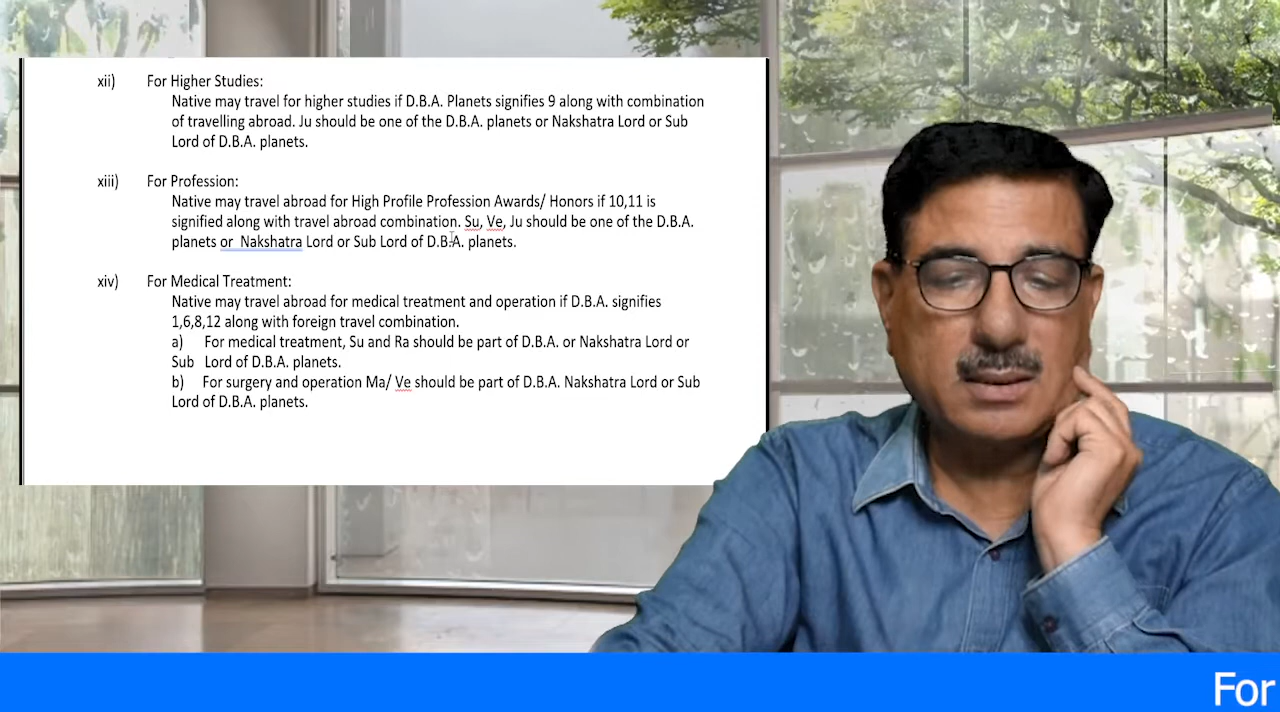 xii) For Higher Studies:
Native may travel for higher studies if D.B.A. Planets signifies 9 along with combination
of travelling abroad. Ju should be one of the D.B.A. planets or Nakshatra Lord or Sub
Lord of D.B.A. planets.
xiii) For Profession:
Native may travel abroad for High Profile Profession Awards/ Honors if 10,11 is
signified along with travel abroad combination. Su, Ve, Ju should be one of the D.B.A.
planets or Nakshatra Lord or Sub Lord of D.B.A. planets.
xiv) For Medical Treatment:
Native may travel abroad for medical treatment and operation if D.B.A. signifies
1,6,8,12 along with foreign travel combination.
a) For medical treatment, Su and Ra should be part of D.B.A. or Nakshatra Lord or
Sub Lord of D.B.A. planets.
b) For surgery and operation Ma/ Ve should be part of D.B.A. Nakshatra Lord or Sub
Lord of D.B.A. planets.
For